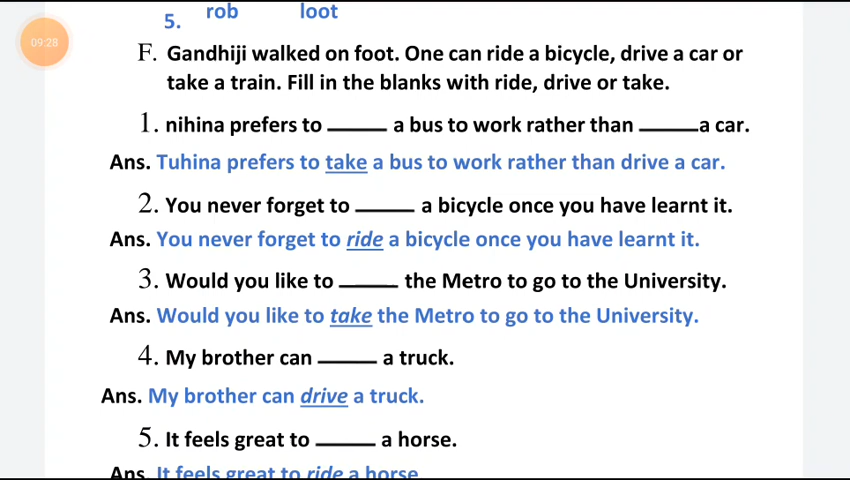 rob loot
5.
09:28
F. Gandhiji walked on foot. One can ride a bicycle, drive a car or
take a train. Fill in the blanks with ride, drive or take.
1. nihina prefers to ______ a bus to work rather than ______a car.
Ans. Tuhina prefers to take a bus to work rather than drive a car.
2. You never forget to ______ a bicycle once you have learnt it.
Ans. You never forget to ride a bicycle once you have learnt it.
3. Would you like to ______ the Metro to go to the University.
Ans. Would you like to take the Metro to go to the University.
4. My brother can ______ a truck.
Ans. My brother can drive a truck.
5. It feels great to ______ a horse.
Ans. It feels great to ride a horse